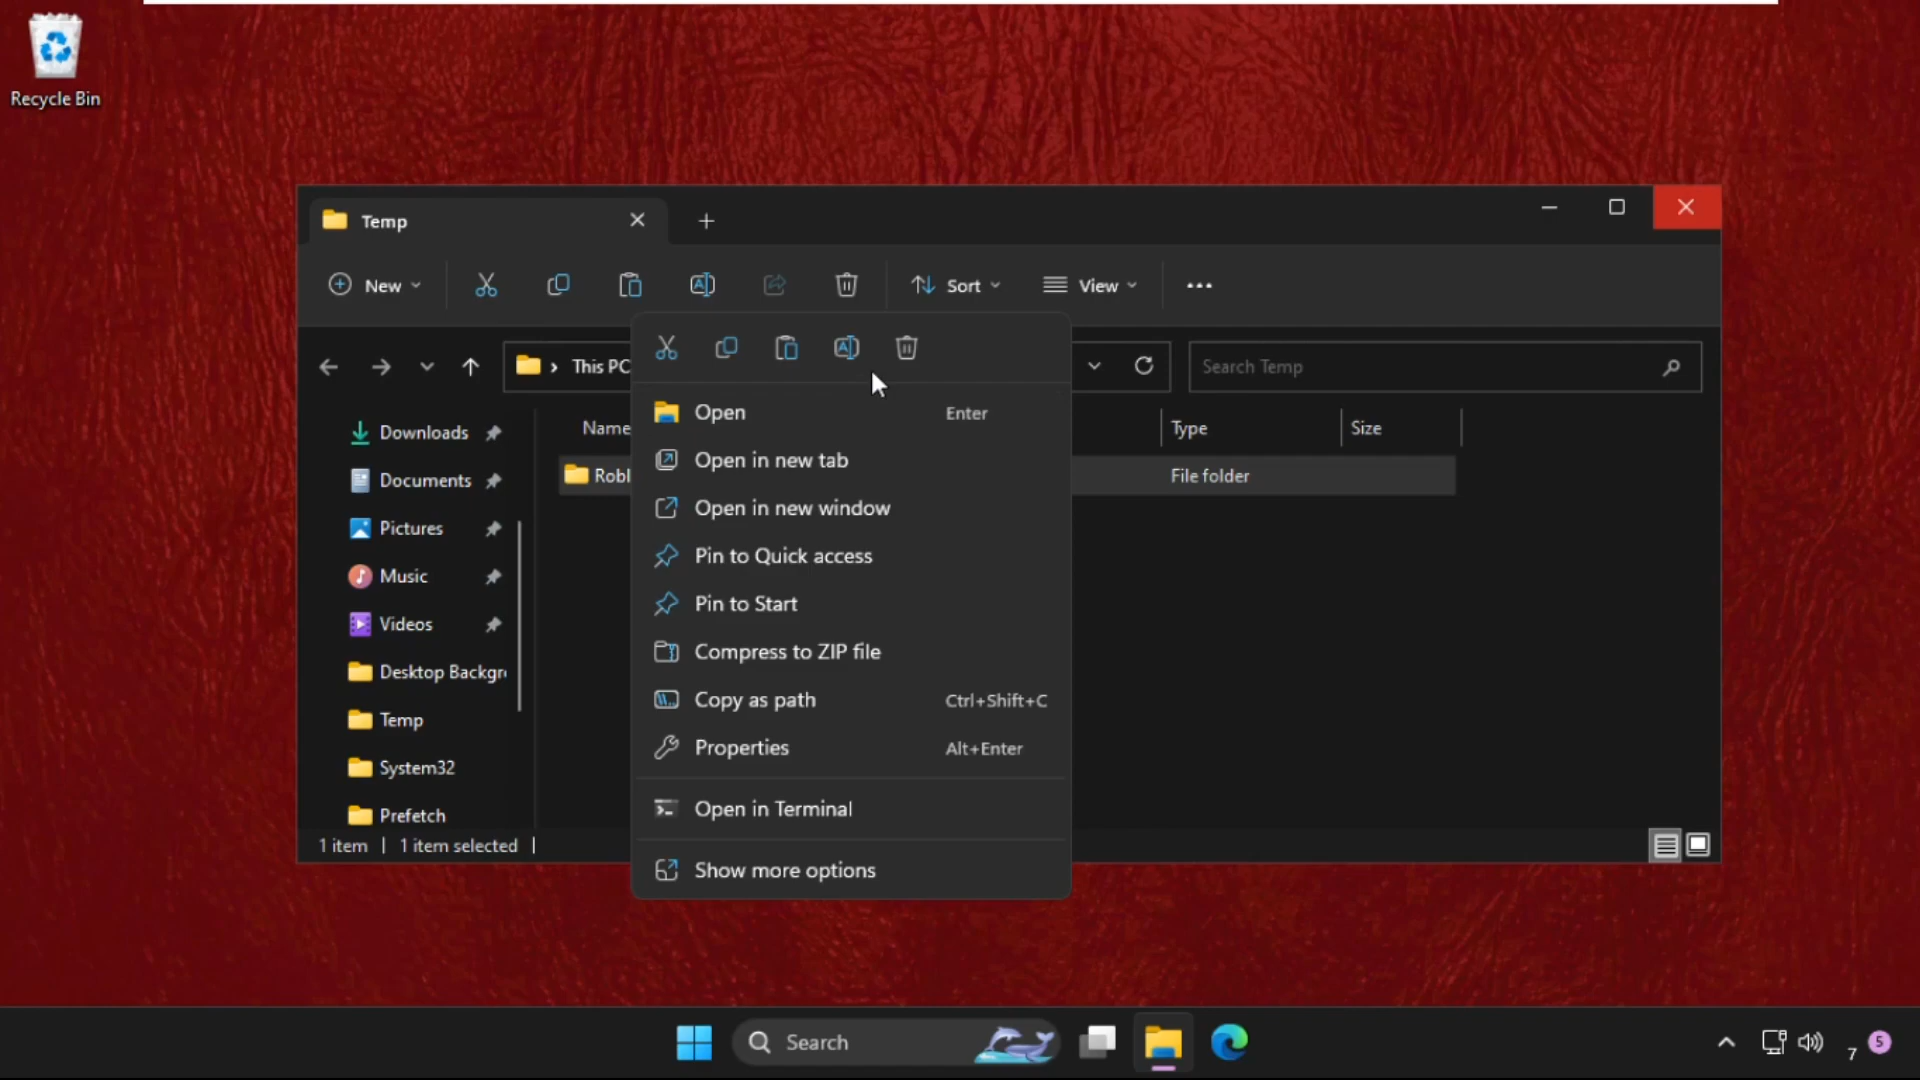 Recycle Bin
Temp
New
Sort
View
This PC
Search Temp
Downloads
Documents
Pictures
Music
Videos
Desktop Backgr
Temp
System32
Prefetch
Name
Type
Size
Robl
File folder
Open Enter
Open in new tab
Open in new window
Pin to Quick access
Pin to Start
Compress to ZIP file
Copy as path Ctrl+Shift+C
Properties Alt+Enter
Open in Terminal
Show more options
1 item 1 item selected
Search
7 5